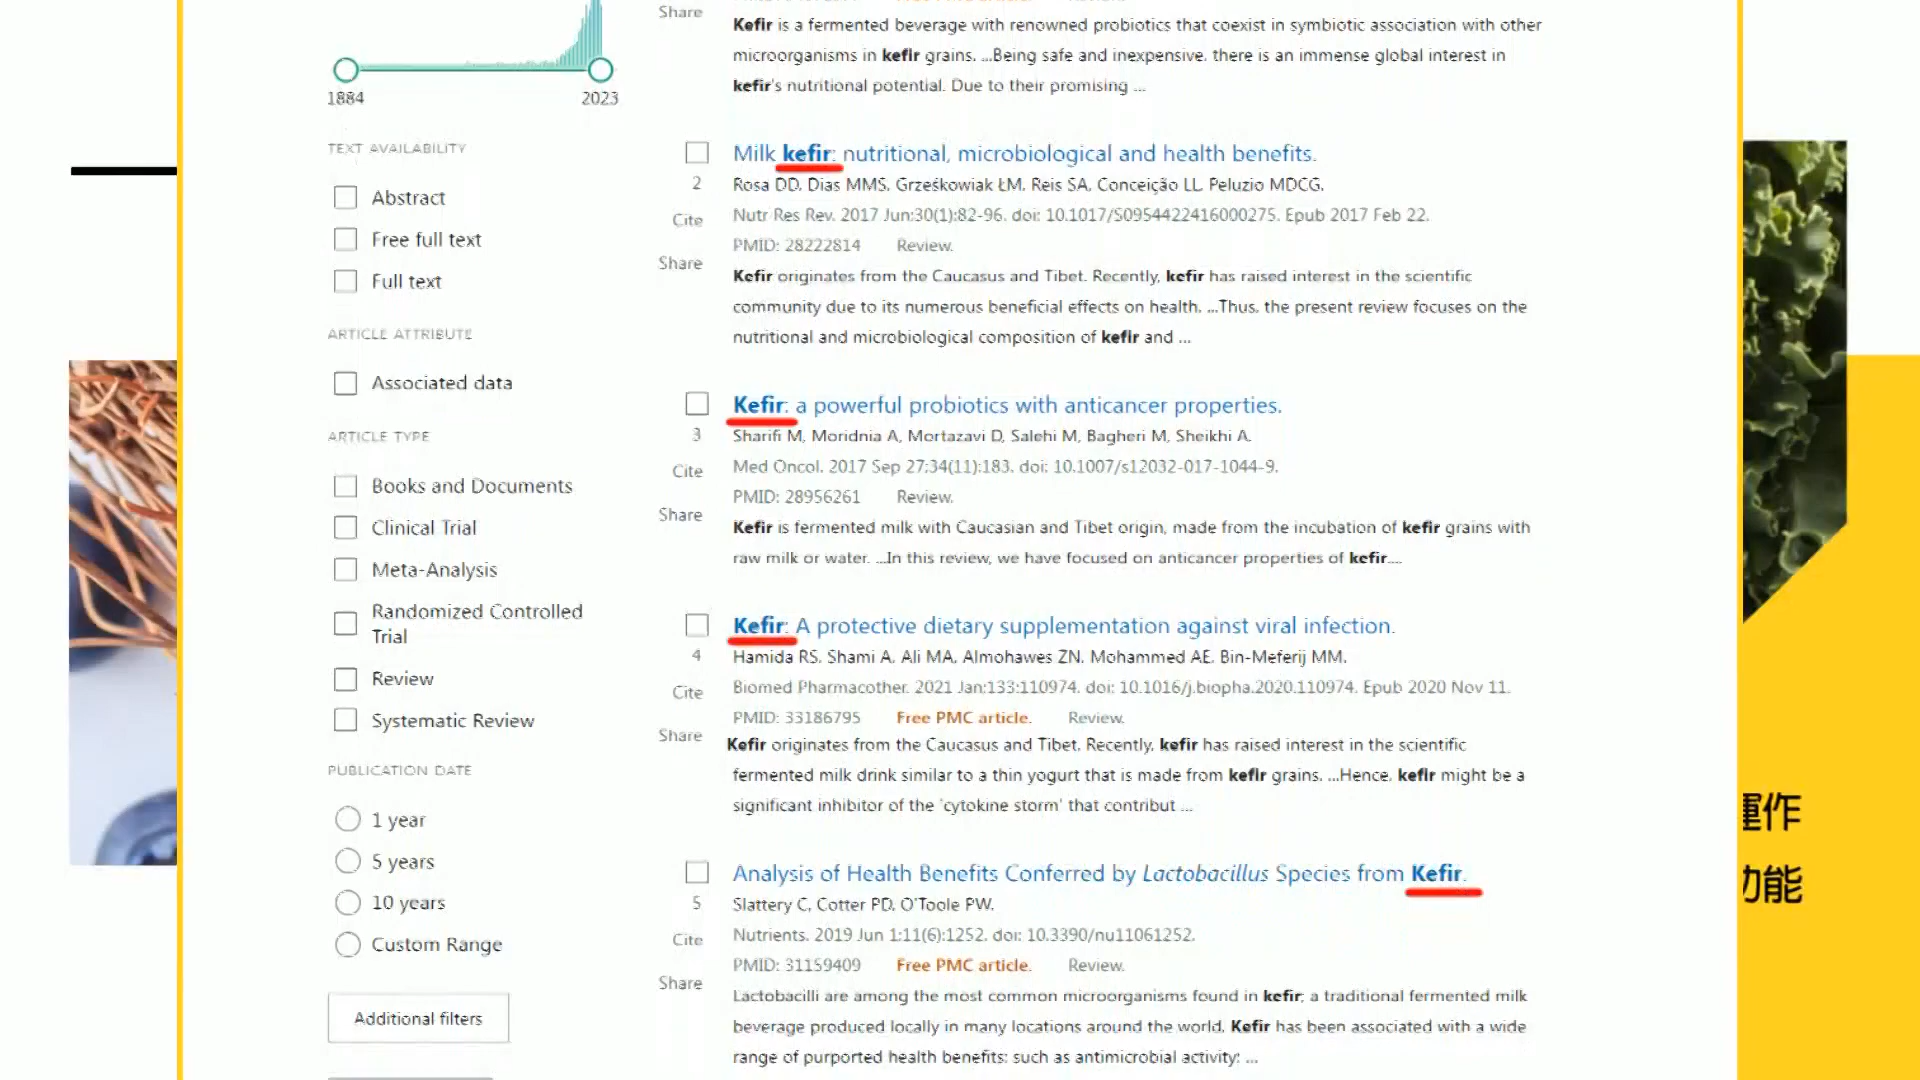 1884 2023
TEXT AVAILABILITY
Abstract
Free full text
Full text
ARTICLE ATTRIBUTE
Associated data
ARTICLE TYPE
Books and Documents
Clinical Trial
Meta-Analysis
Randomized Controlled
Trial
Review
Systematic Review
PUBLICATION DATE
1 year
5 years
10 years
Custom Range
Additional filters
Share
Kefir is a fermented beverage with renowned probiotics that coexist in symbiotic association with other
microorganisms in kefir grains. ...Being safe and inexpensive, there is an immense global interest in
kefir's nutritional potential. Due to their promising ...
Milk kefir: nutritional, microbiological and health benefits.
2
Rosa DD, Dias MMS, Grześkowiak ŁM, Reis SA, Conceição LL, Peluzio MDCG.
Cite
Nutr Res Rev. 2017 Jun;30(1):82-96. doi: 10.1017/S0954422416000275. Epub 2017 Feb 22.
PMID: 28222814 Review.
Share
Kefir originates from the Caucasus and Tibet. Recently, kefir has raised interest in the scientific
community due to its numerous beneficial effects on health. ...Thus, the present review focuses on the
nutritional and microbiological composition of kefir and ...
Kefir: a powerful probiotics with anticancer properties.
3
Sharifi M, Moridnia A, Mortazavi D, Salehi M, Bagheri M, Sheikhi A.
Cite
Med Oncol. 2017 Sep 27;34(11):183. doi: 10.1007/s12032-017-1044-9.
PMID: 28956261 Review.
Share
Kefir is fermented milk with Caucasian and Tibet origin, made from the incubation of kefir grains with
raw milk or water. ...In this review, we have focused on anticancer properties of kefir....
Kefir: A protective dietary supplementation against viral infection.
4
Hamida RS, Shami A, Ali MA, Almohawes ZN, Mohammed AE, Bin-Meferij MM.
Cite
Biomed Pharmacother. 2021 Jan;133:110974. doi: 10.1016/j.biopha.2020.110974. Epub 2020 Nov 11.
PMID: 33186795 Free PMC article. Review.
Share
Kefir originates from the Caucasus and Tibet. Recently, kefir has raised interest in the scientific
fermented milk drink similar to a thin yogurt that is made from kefir grains. ...Hence, kefir might be a
significant inhibitor of the 'cytokine storm' that contribut ...
Analysis of Health Benefits Conferred by Lactobacillus Species from Kefir.
5
Slattery C, Cotter PD, O'Toole PW.
Cite
Nutrients. 2019 Jun 1;11(6):1252. doi: 10.3390/nu11061252.
PMID: 31159409 Free PMC article. Review.
Share
Lactobacilli are among the most common microorganisms found in kefir; a traditional fermented milk
beverage produced locally in many locations around the world. Kefir has been associated with a wide
range of purported health benefits; such as antimicrobial activity; ...
運作
功能